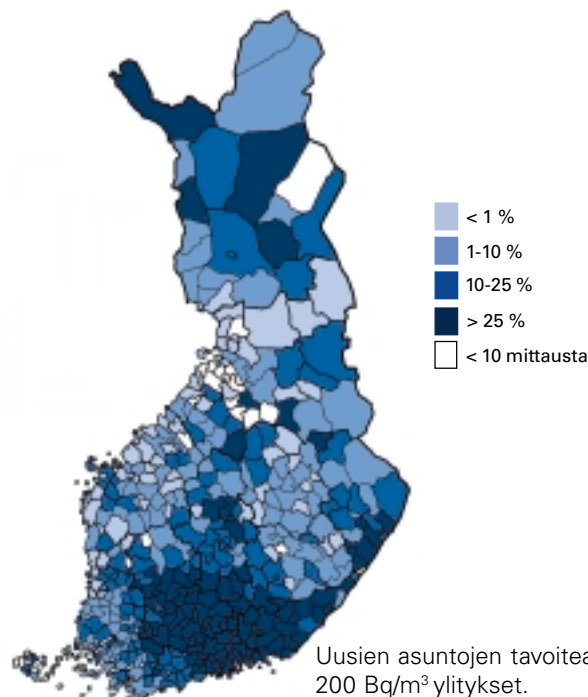 < 1 %
1-10 %
10-25 %
> 25 %
< 10 mittausta
Uusien asuntojen tavoitea
200 Bq/m³ ylitykset.